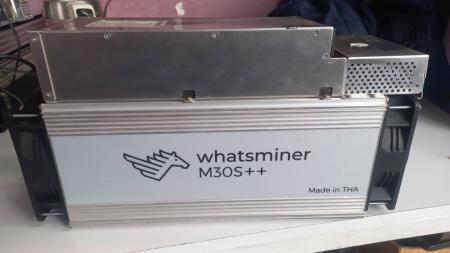 whatsminer
M30S++
Made in THA